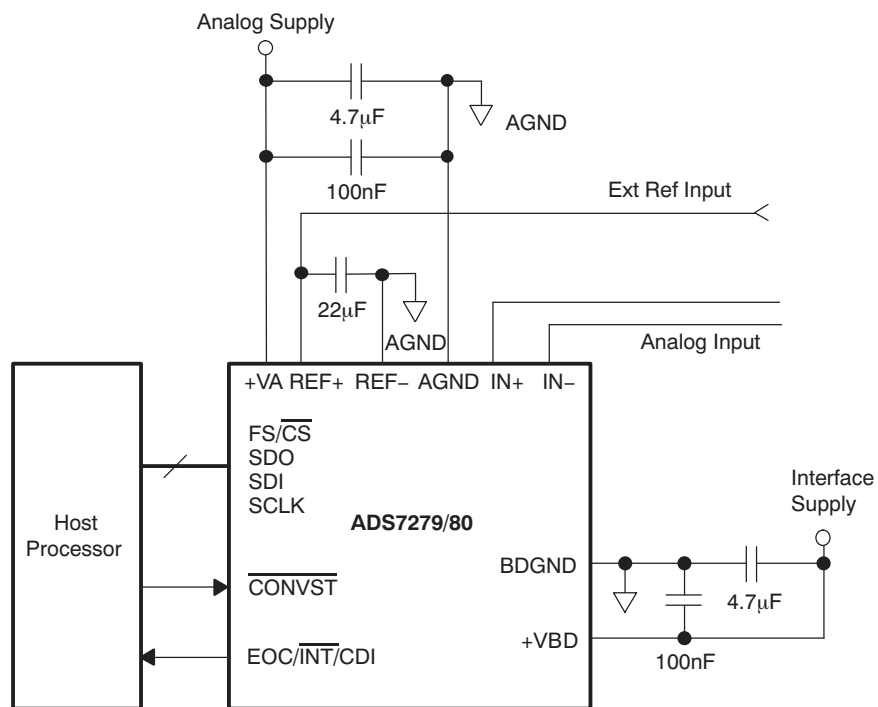 Analog Supply
4.7μF
AGND
100nF
Ext Ref Input
22μF
AGND
Analog Input
+VA REF+ REF− AGND IN+ IN−
FS/CS
SDO
SDI
SCLK
ADS7279/80
Host
Processor
Interface
Supply
BDGND
CONVST
4.7μF
+VBD
EOC/INT/CDI
100nF